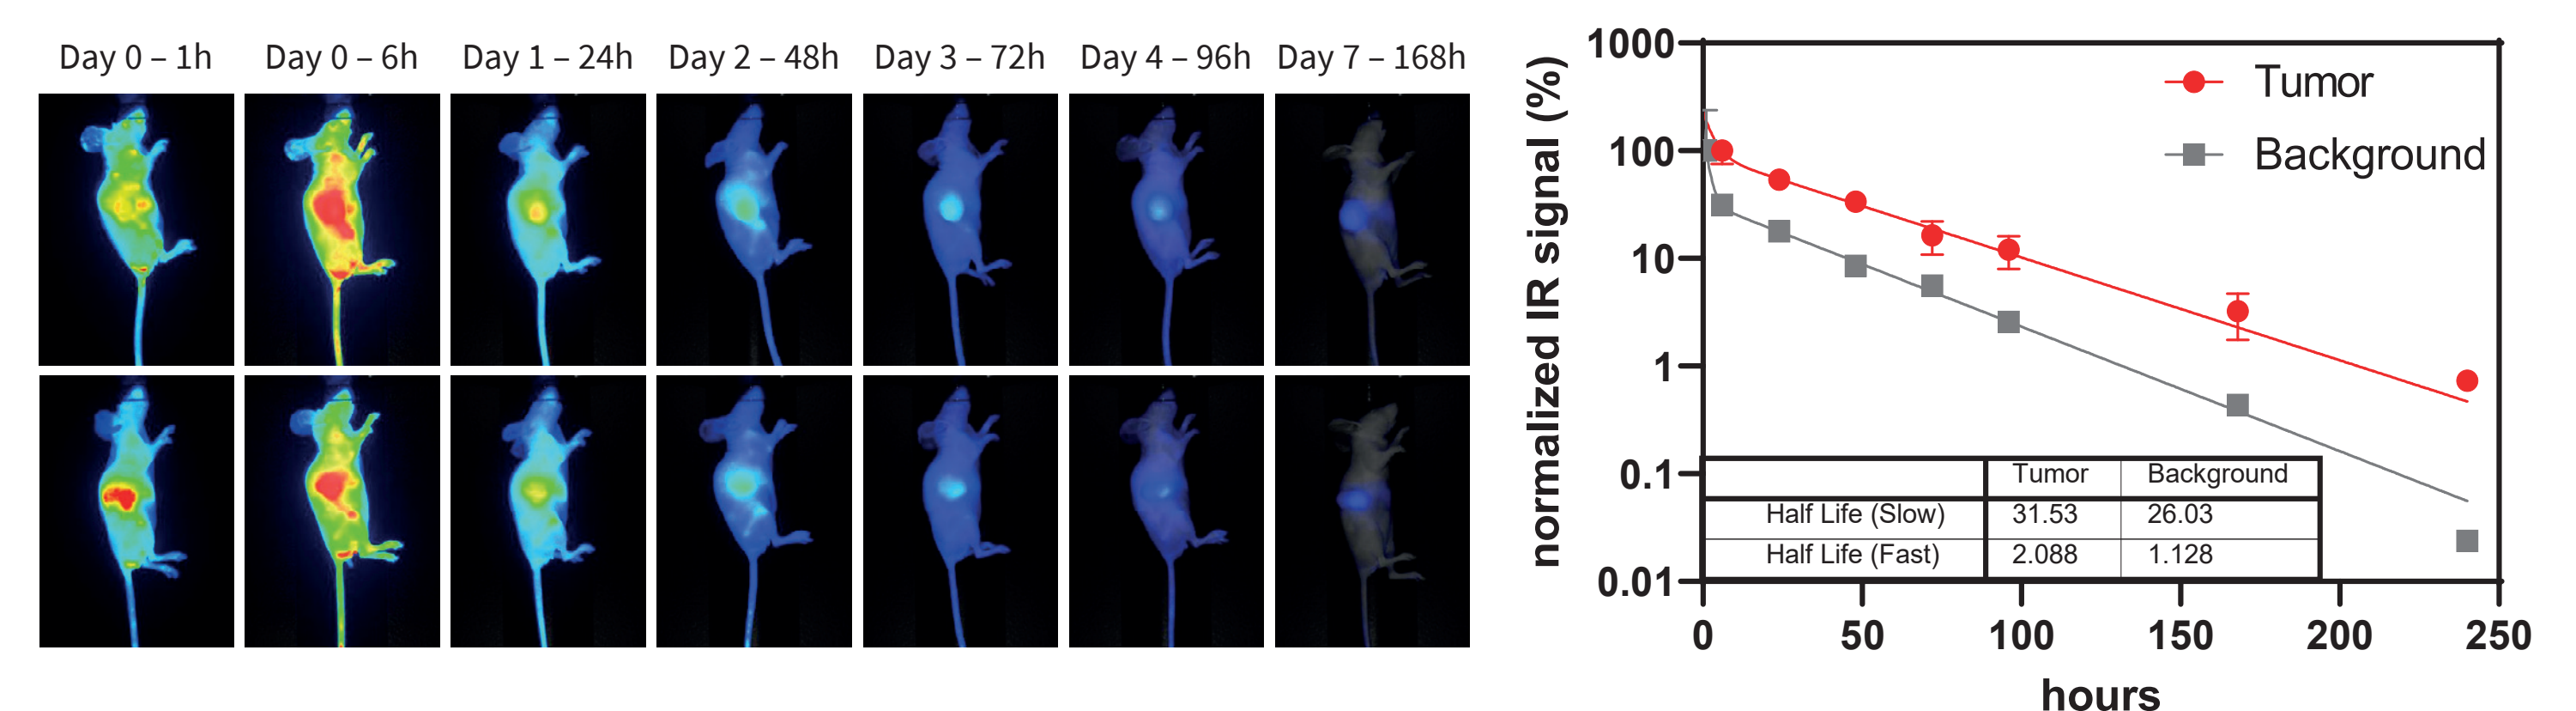 Day 0 – 1h
Day 0 – 6h
Day 1 – 24h
Day 2 – 48h
Day 3 – 72h
Day 4 – 96h
Day 7 – 168h
normalized IR signal (%)
1000
100
10
1
0.1
0.01
Tumor
Background
Tumor Background
Half Life (Slow) 31.53 26.03
Half Life (Fast) 2.088 1.128
0 50 100 150 200 250
hours